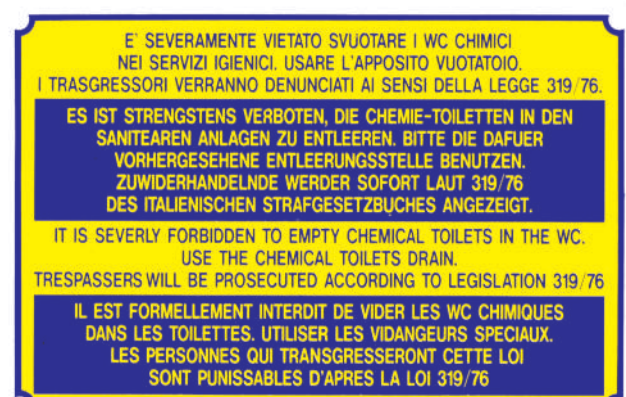 E' SEVERAMENTE VIETATO SVUOTARE I WC CHIMICI
NEI SERVIZI IGIENICI. USARE L'APPOSITO VUOTATOIO.
I TRASGRESSORI VERRANNO DENUNCIATI AI SENSI DELLA LEGGE 319/76.
ES IST STRENGSTENS VERBOTEN, DIE CHEMIE-TOILETTEN IN DEN
SANITEAREN ANLAGEN ZU ENTLEEREN. BITTE DIE DAFUER
VORHERGESEHENE ENTLEERUNGSSTELLE BENUTZEN.
ZUWIDERHANDELNDE WERDER SOFORT LAUT 319/76
DES ITALIENISCHEN STRAFGESETZBUCHES ANGEZEIGT.
IT IS SEVERLY FORBIDDEN TO EMPTY CHEMICAL TOILETS IN THE WC.
USE THE CHEMICAL TOILETS DRAIN.
TRESPASSERS WILL BE PROSECUTED ACCORDING TO LEGISLATION 319/76
IL EST FORMELLEMENT INTERDIT DE VIDER LES WC CHIMIQUES
DANS LES TOILETTES. UTILISER LES VIDANGEURS SPECIAUX.
LES PERSONNES QUI TRANSGRESSERONT CETTE LOI
SONT PUNISSABLES D'APRES LA LOI 319/76